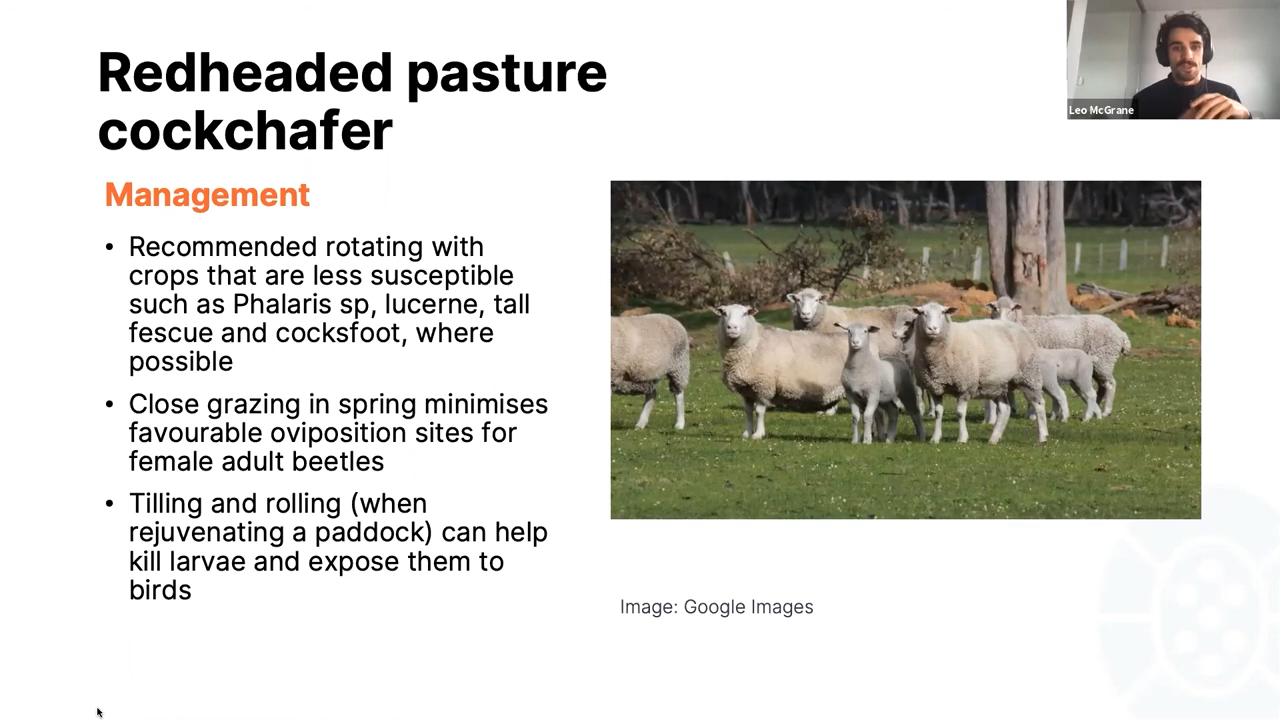 Redheaded pasture
cockchafer
Leo McGrane
Management
• Recommended rotating with
crops that are less susceptible
such as Phalaris sp, lucerne, tall
fescue and cocksfoot, where
possible
• Close grazing in spring minimises
favourable oviposition sites for
female adult beetles
• Tilling and rolling (when
rejuvenating a paddock) can help
kill larvae and expose them to
birds
Image: Google Images